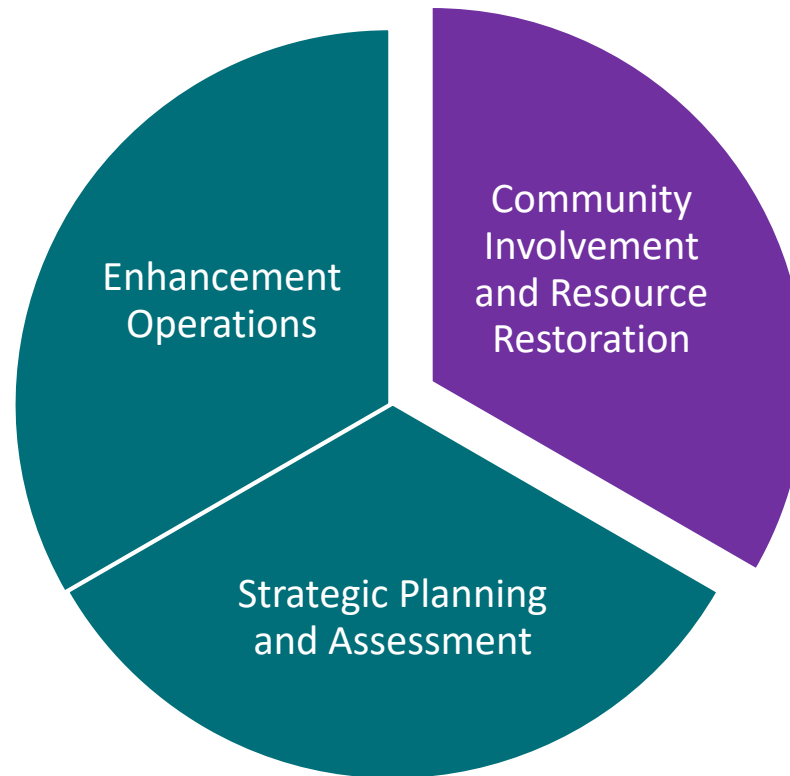 Community
Involvement
and Resource
Restoration
Enhancement
Operations
Strategic Planning
and Assessment